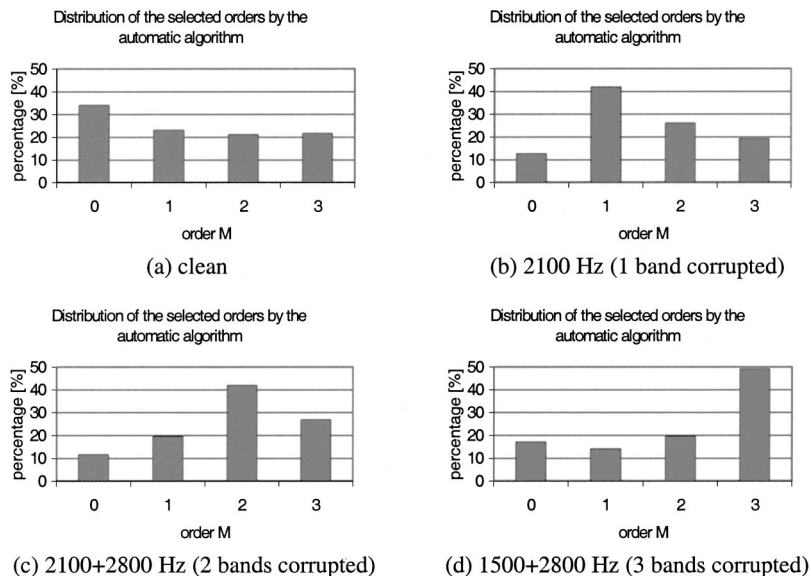 Distribution of the selected orders by the
automatic algorithm
percentage [%]
50
40
30
20
10
0
0 1 2 3
order M
(a) clean
Distribution of the selected orders by the
automatic algorithm
percentage [%]
50
40
30
20
10
0
0 1 2 3
order M
(b) 2100 Hz (1 band corrupted)
Distribution of the selected orders by the
automatic algorithm
percentage [%]
50
40
30
20
10
0
0 1 2 3
order M
(c) 2100+2800 Hz (2 bands corrupted)
Distribution of the selected orders by the
automatic algorithm
percentage [%]
50
40
30
20
10
0
0 1 2 3
order M
(d) 1500+2800 Hz (3 bands corrupted)